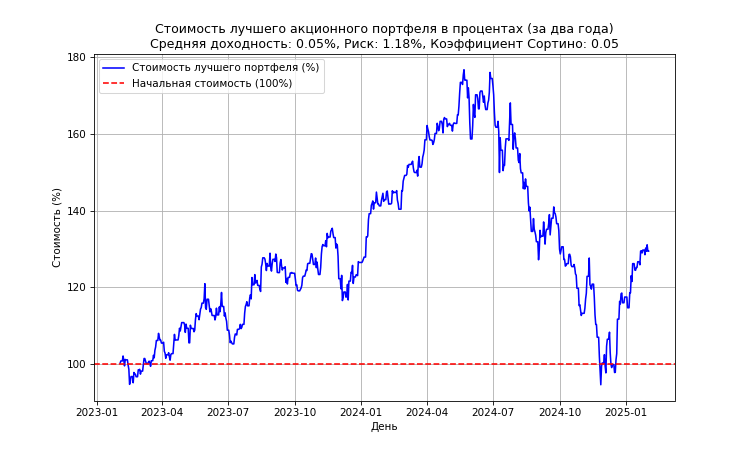 Стоимость лучшего акционного портфеля в процентах (за два года)
Средняя доходность: 0.05%, Риск: 1.18%, Коэффициент Сортино: 0.05
Стоимость лучшего портфеля (%)
Начальная стоимость (100%)
Стоимость (%)
180
160
140
120
100
2023-01 2023-04 2023-07 2023-10 2024-01 2024-04 2024-07 2024-10 2025-01
День